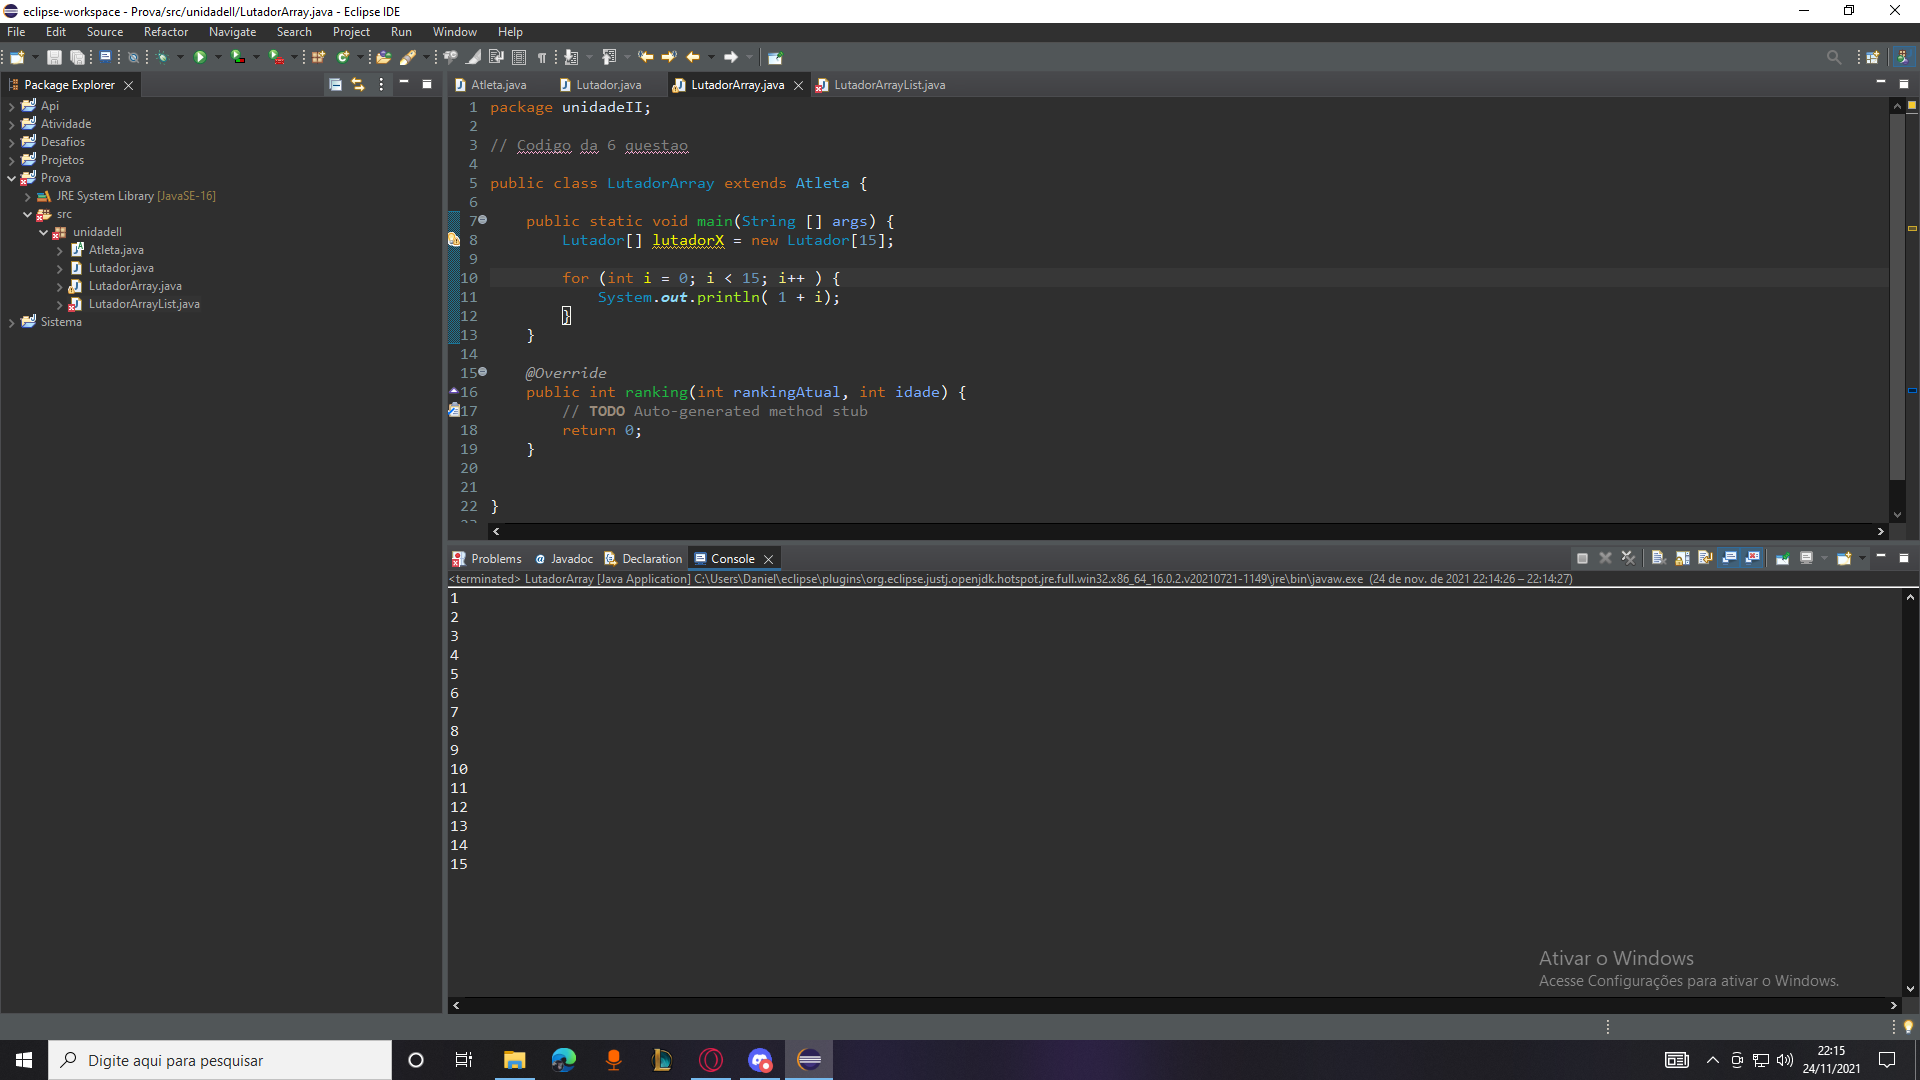 eclipse-workspace - Prova/src/unidadeII/LutadorArray.java - Eclipse IDE
File Edit Source Refactor Navigate Search Project Run Window Help
Package Explorer
Api
Atividade
Desafios
Projetos
Prova
JRE System Library [JavaSE-16]
src
unidadeII
Atleta.java
Lutador.java
LutadorArray.java
LutadorArrayList.java
Sistema
Atleta.java Lutador.java LutadorArray.java LutadorArrayList.java
1 package unidadeII;
2
3 // Codigo da 6 questao
4
5 public class LutadorArray extends Atleta {
6
7 public static void main(String [] args) {
8 Lutador[] lutadorX = new Lutador[15];
9
10 for (int i = 0; i < 15; i++ ) {
11 System.out.println( 1 + i);
12 }
13 }
14
15 @Override
16 public int ranking(int rankingAtual, int idade) {
17 // TODO Auto-generated method stub
18 return 0;
19 }
20
21
22 }
23
Problems Javadoc Declaration Console
<terminated> LutadorArray [Java Application] C:\Users\Daniel\eclipse\plugins\org.eclipse.justj.openjdk.hotspot.jre.full.win32.x86_64_16.0.2.v20210721-1149\jre\bin\javaw.exe (24 de nov. de 2021 22:14:26 – 22:14:27)
1
2
3
4
5
6
7
8
9
10
11
12
13
14
15
Ativar o Windows
Acesse Configurações para ativar o Windows.
Digite aqui para pesquisar
22:15
24/11/2021